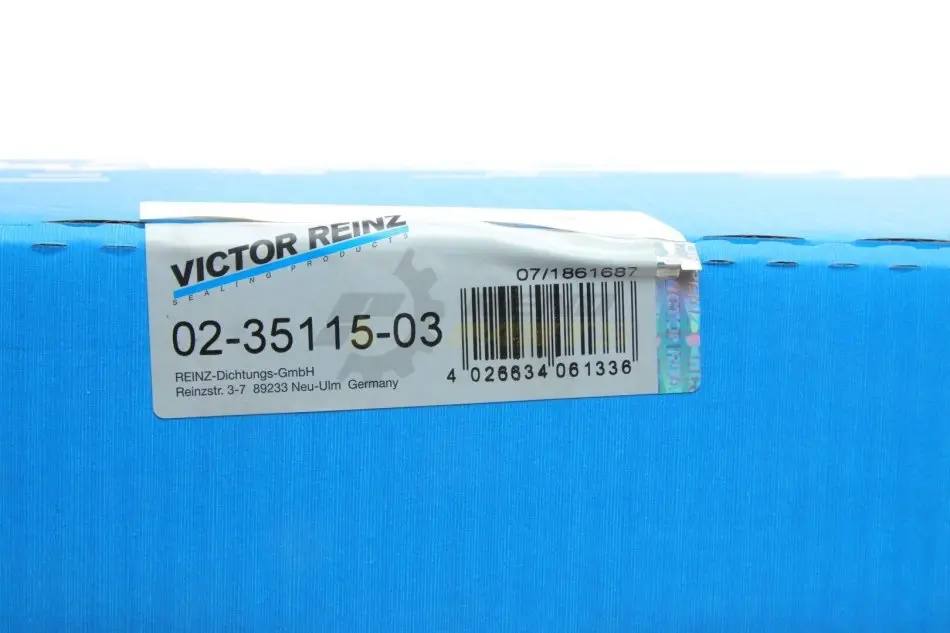 VICTOR REINZ
SEALING PRODUCTS
07/1861687
02-35115-03
4 026634 061336
REINZ-Dichtungs-GmbH
Reinzstr. 3-7 89233 Neu-Ulm Germany